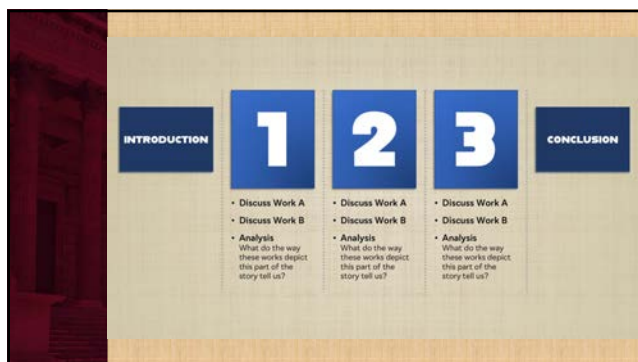 INTRODUCTION
1
• Discuss Work A
• Discuss Work B
• Analysis
What do the way
these works depict
this part of the
story tell us?
2
• Discuss Work A
• Discuss Work B
• Analysis
What do the way
these works depict
this part of the
story tell us?
3
• Discuss Work A
• Discuss Work B
• Analysis
What do the way
these works depict
this part of the
story tell us?
CONCLUSION